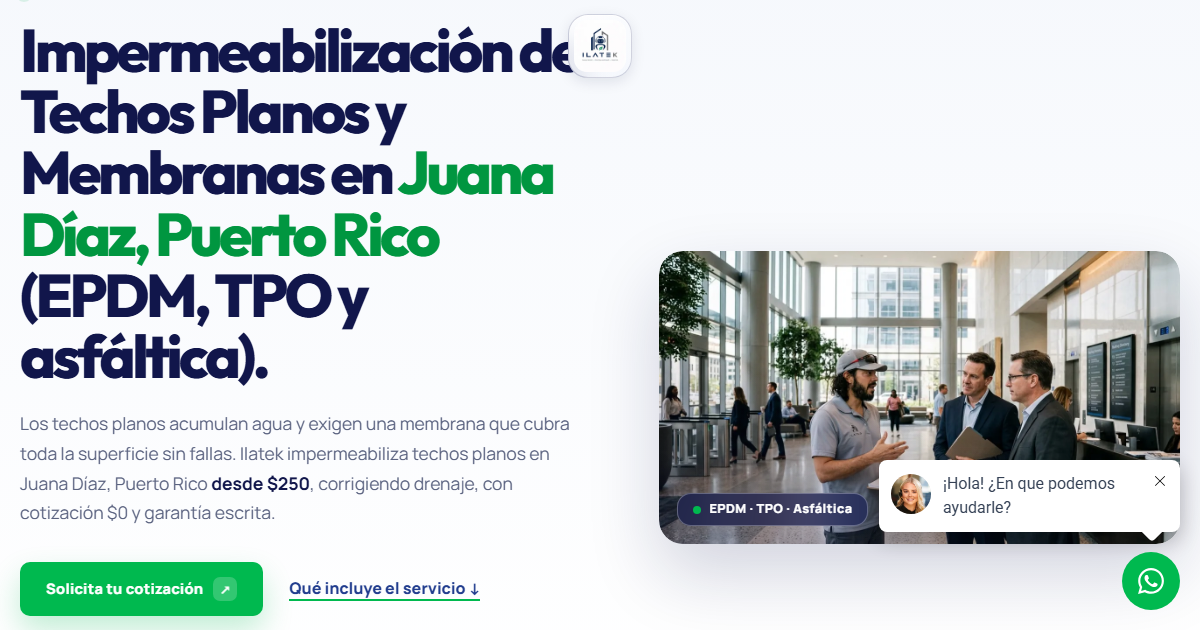 Impermeabilización de
Techos Planos y
Membranas en Juana
Díaz, Puerto Rico
(EPDM, TPO y
asfáltica).
ILATEK
Los techos planos acumulan agua y exigen una membrana que cubra
toda la superficie sin fallas. Ilatek impermeabiliza techos planos en
Juana Díaz, Puerto Rico desde $250, corrigiendo drenaje, con
cotización $0 y garantía escrita.
Solicita tu cotización ↗
Qué incluye el servicio ↓
EPDM · TPO · Asfáltica
¡Hola! ¿En que podemos
ayudarle?